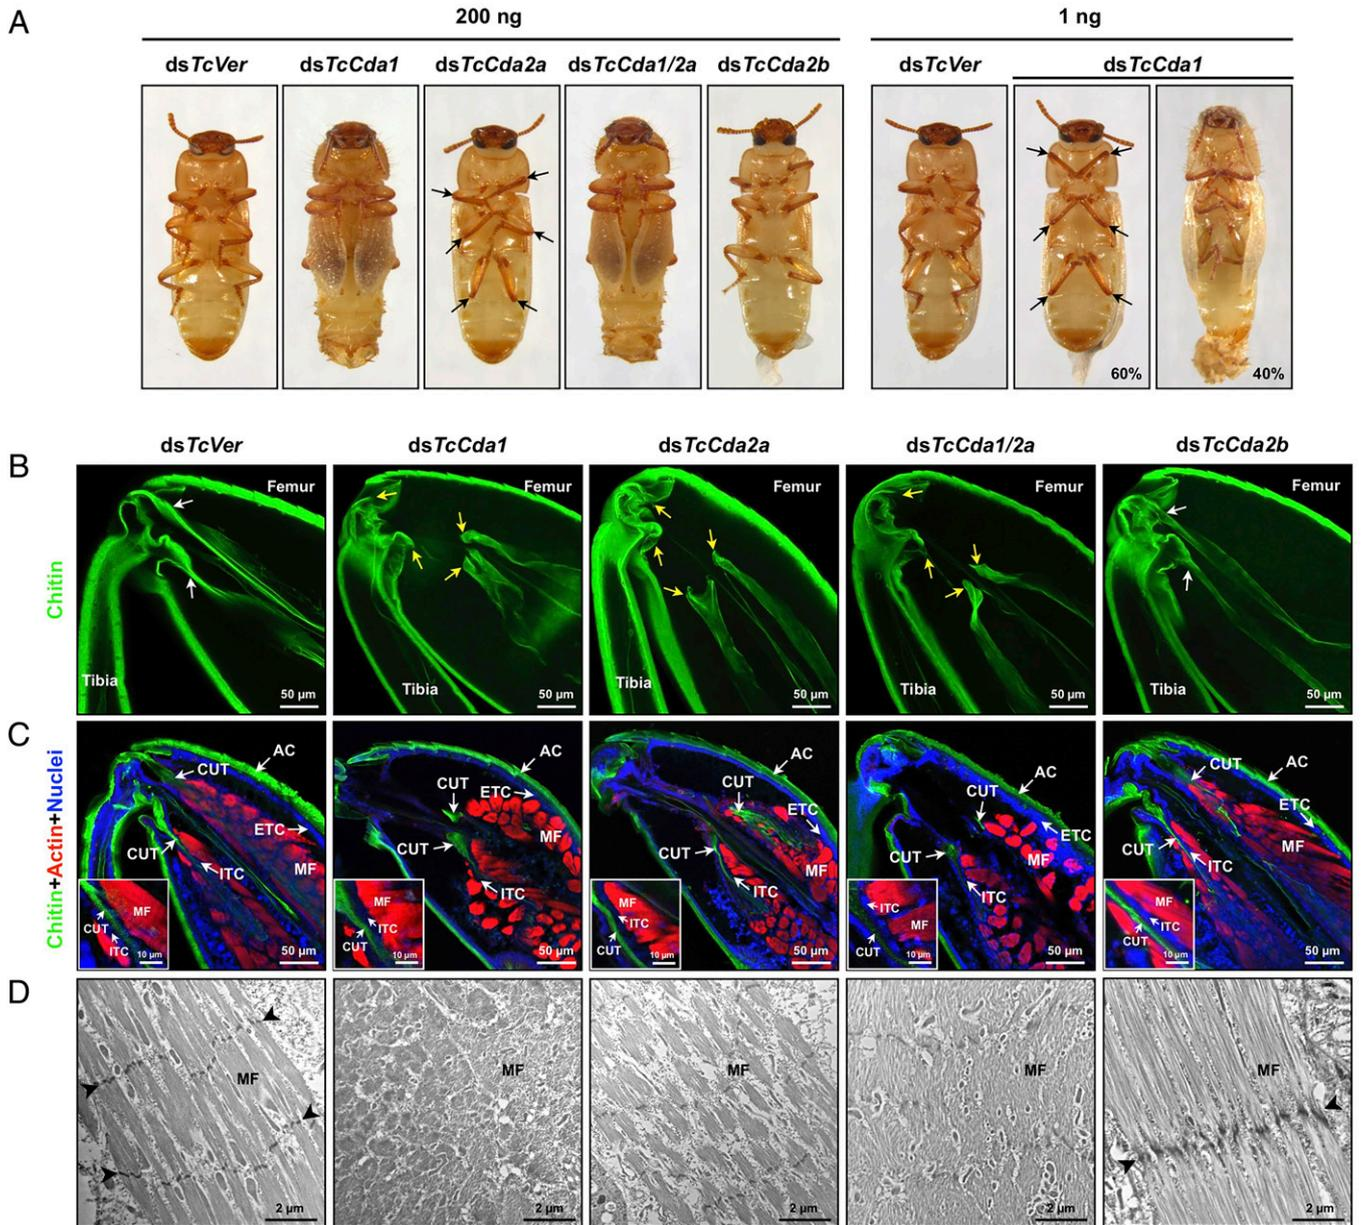 A
200 ng
1 ng
dsTcVer
dsTcCda1
dsTcCda2a
dsTcCda1/2a
dsTcCda2b
dsTcVer
dsTcCda1
60%
40%
dsTcVer
dsTcCda1
dsTcCda2a
dsTcCda1/2a
dsTcCda2b
B
Chitin
Femur
Tibia
50 µm
Femur
Tibia
50 µm
Femur
Tibia
50 µm
Femur
Tibia
50 µm
Femur
Tibia
50 µm
C
Chitin+Actin+Nuclei
AC
CUT
ETC
CUT
ITC
MF
MF
CUT
ITC
10 µm
50 µm
AC
CUT
ETC
MF
CUT
ITC
MF
ITC
CUT
10 µm
50 µm
AC
CUT
ETC
CUT
MF
ITC
MF
ITC
CUT
10 µm
50 µm
AC
CUT
ETC
MF
CUT
ITC
ITC
MF
CUT
10 µm
50 µm
AC
CUT
ETC
CUT
MF
ITC
MF
ITC
CUT
10 µm
50 µm
D
MF
2 µm
MF
2 µm
MF
2 µm
MF
2 µm
MF
2 µm